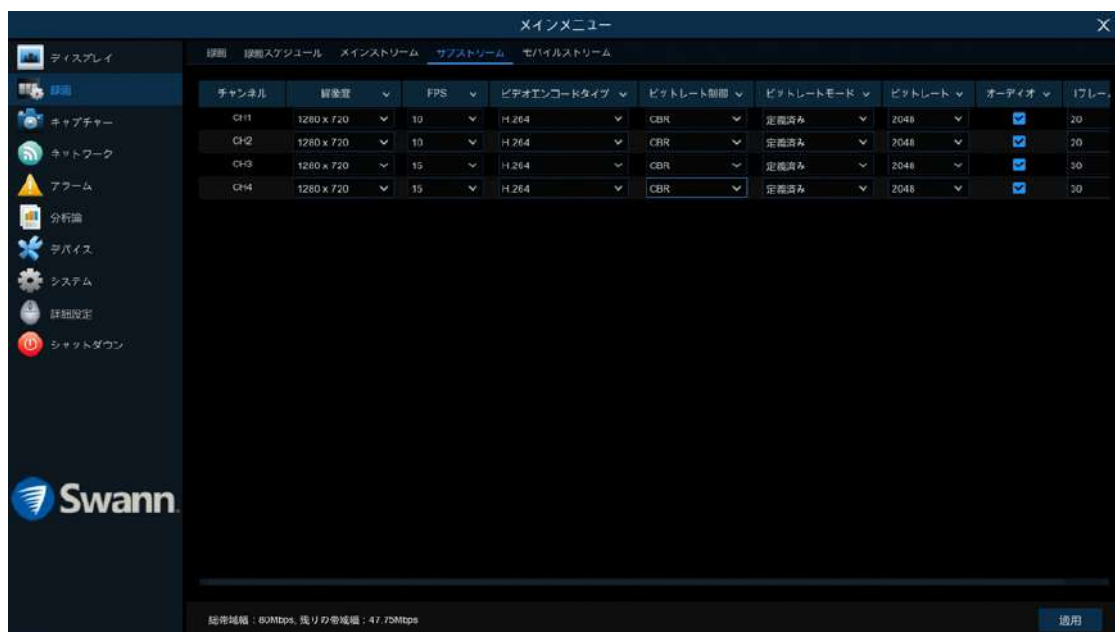 メインメニュー X
ディスプレイ
録画
キャプチャー
ネットワーク
アラーム
分析論
デバイス
システム
詳細設定
シャットダウン
Swann
録画 録画スケジュール メインストリーム サブストリーム モバイルストリーム
チャンネル 解像度 FPS ビデオエンコードタイプ ビットレート制御 ビットレートモード ビットレート オーディオ Iフレー
CH1 1280 x 720 10 H.264 CBR 定義済み 2048 20
CH2 1280 x 720 10 H.264 CBR 定義済み 2048 20
CH3 1280 x 720 15 H.264 CBR 定義済み 2048 30
CH4 1280 x 720 15 H.264 CBR 定義済み 2048 30
総帯域幅：80Mbps, 残りの帯域幅：47.75Mbps
適用